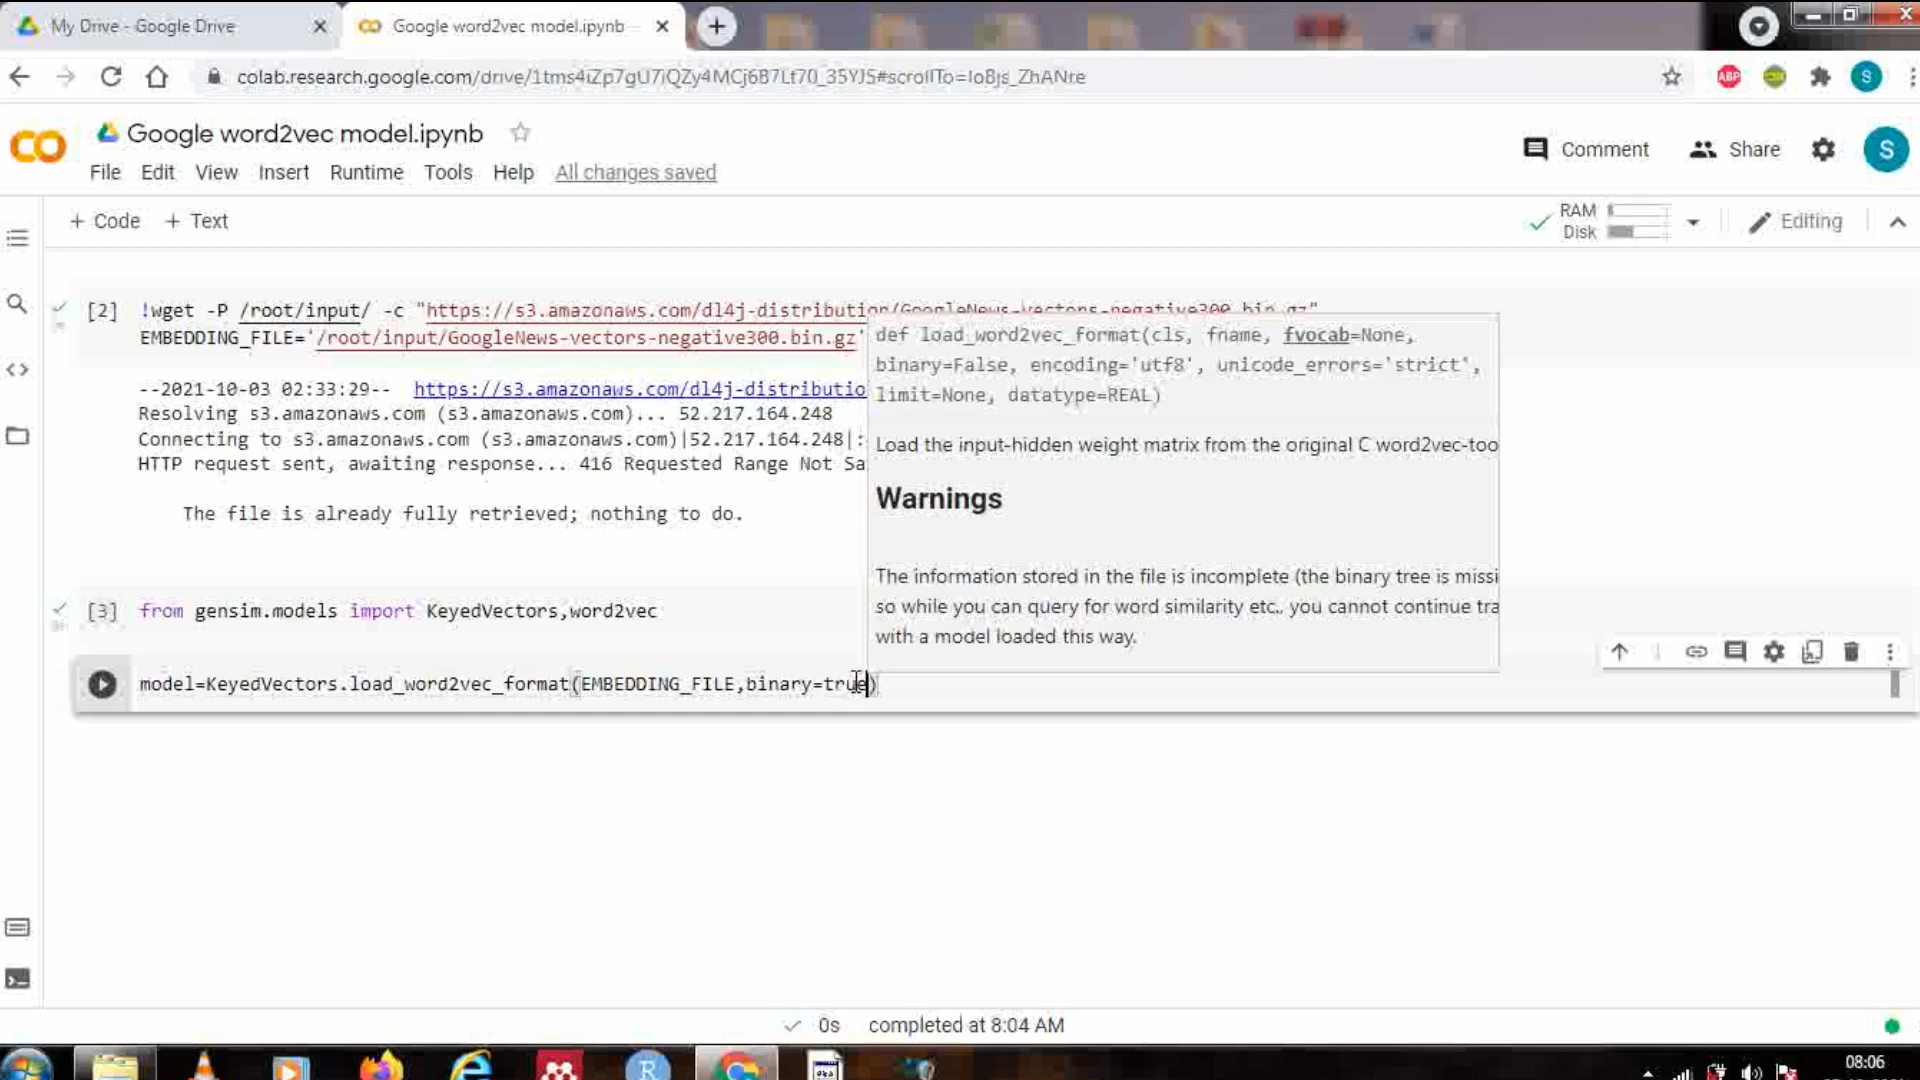 My Drive - Google Drive
Google word2vec model.ipynb
colab.research.google.com/drive/1tms4iZp7gU7iQZy4MCj6B7Lt70_35YJ5#scrollTo=Io8js_ZhANre
ABP
S
Google word2vec model.ipynb
Comment
Share
S
File Edit View Insert Runtime Tools Help All changes saved
+ Code + Text
RAM
Disk
Editing
[2] !wget -P /root/input/ -c "https://s3.amazonaws.com/dl4j-distribution/GoogleNews-vectors-negative300.bin.gz"
EMBEDDING_FILE='/root/input/GoogleNews-vectors-negative300.bin.gz'
--2021-10-03 02:33:29-- https://s3.amazonaws.com/dl4j-distributio
Resolving s3.amazonaws.com (s3.amazonaws.com)... 52.217.164.248
Connecting to s3.amazonaws.com (s3.amazonaws.com)|52.217.164.248|:
HTTP request sent, awaiting response... 416 Requested Range Not Sa
The file is already fully retrieved; nothing to do.
def load_word2vec_format(cls, fname, fvocab=None,
binary=False, encoding='utf8', unicode_errors='strict',
limit=None, datatype=REAL)
Load the input-hidden weight matrix from the original C word2vec-too
Warnings
The information stored in the file is incomplete (the binary tree is missi
so while you can query for word similarity etc., you cannot continue tra
with a model loaded this way.
[3] from gensim.models import KeyedVectors,word2vec
model=KeyedVectors.load_word2vec_format(EMBEDDING_FILE,binary=true)
0s completed at 8:04 AM
08:06